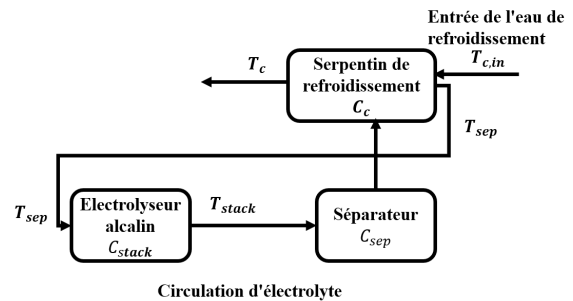 Entrée de l'eau de
refroidissement
T_c,in
T_c
Serpentin de
refroidissement
C_c
T_sep
T_sep
Electrolyseur
alcalin
C_stack
T_stack
Séparateur
C_sep
Circulation d'électrolyte